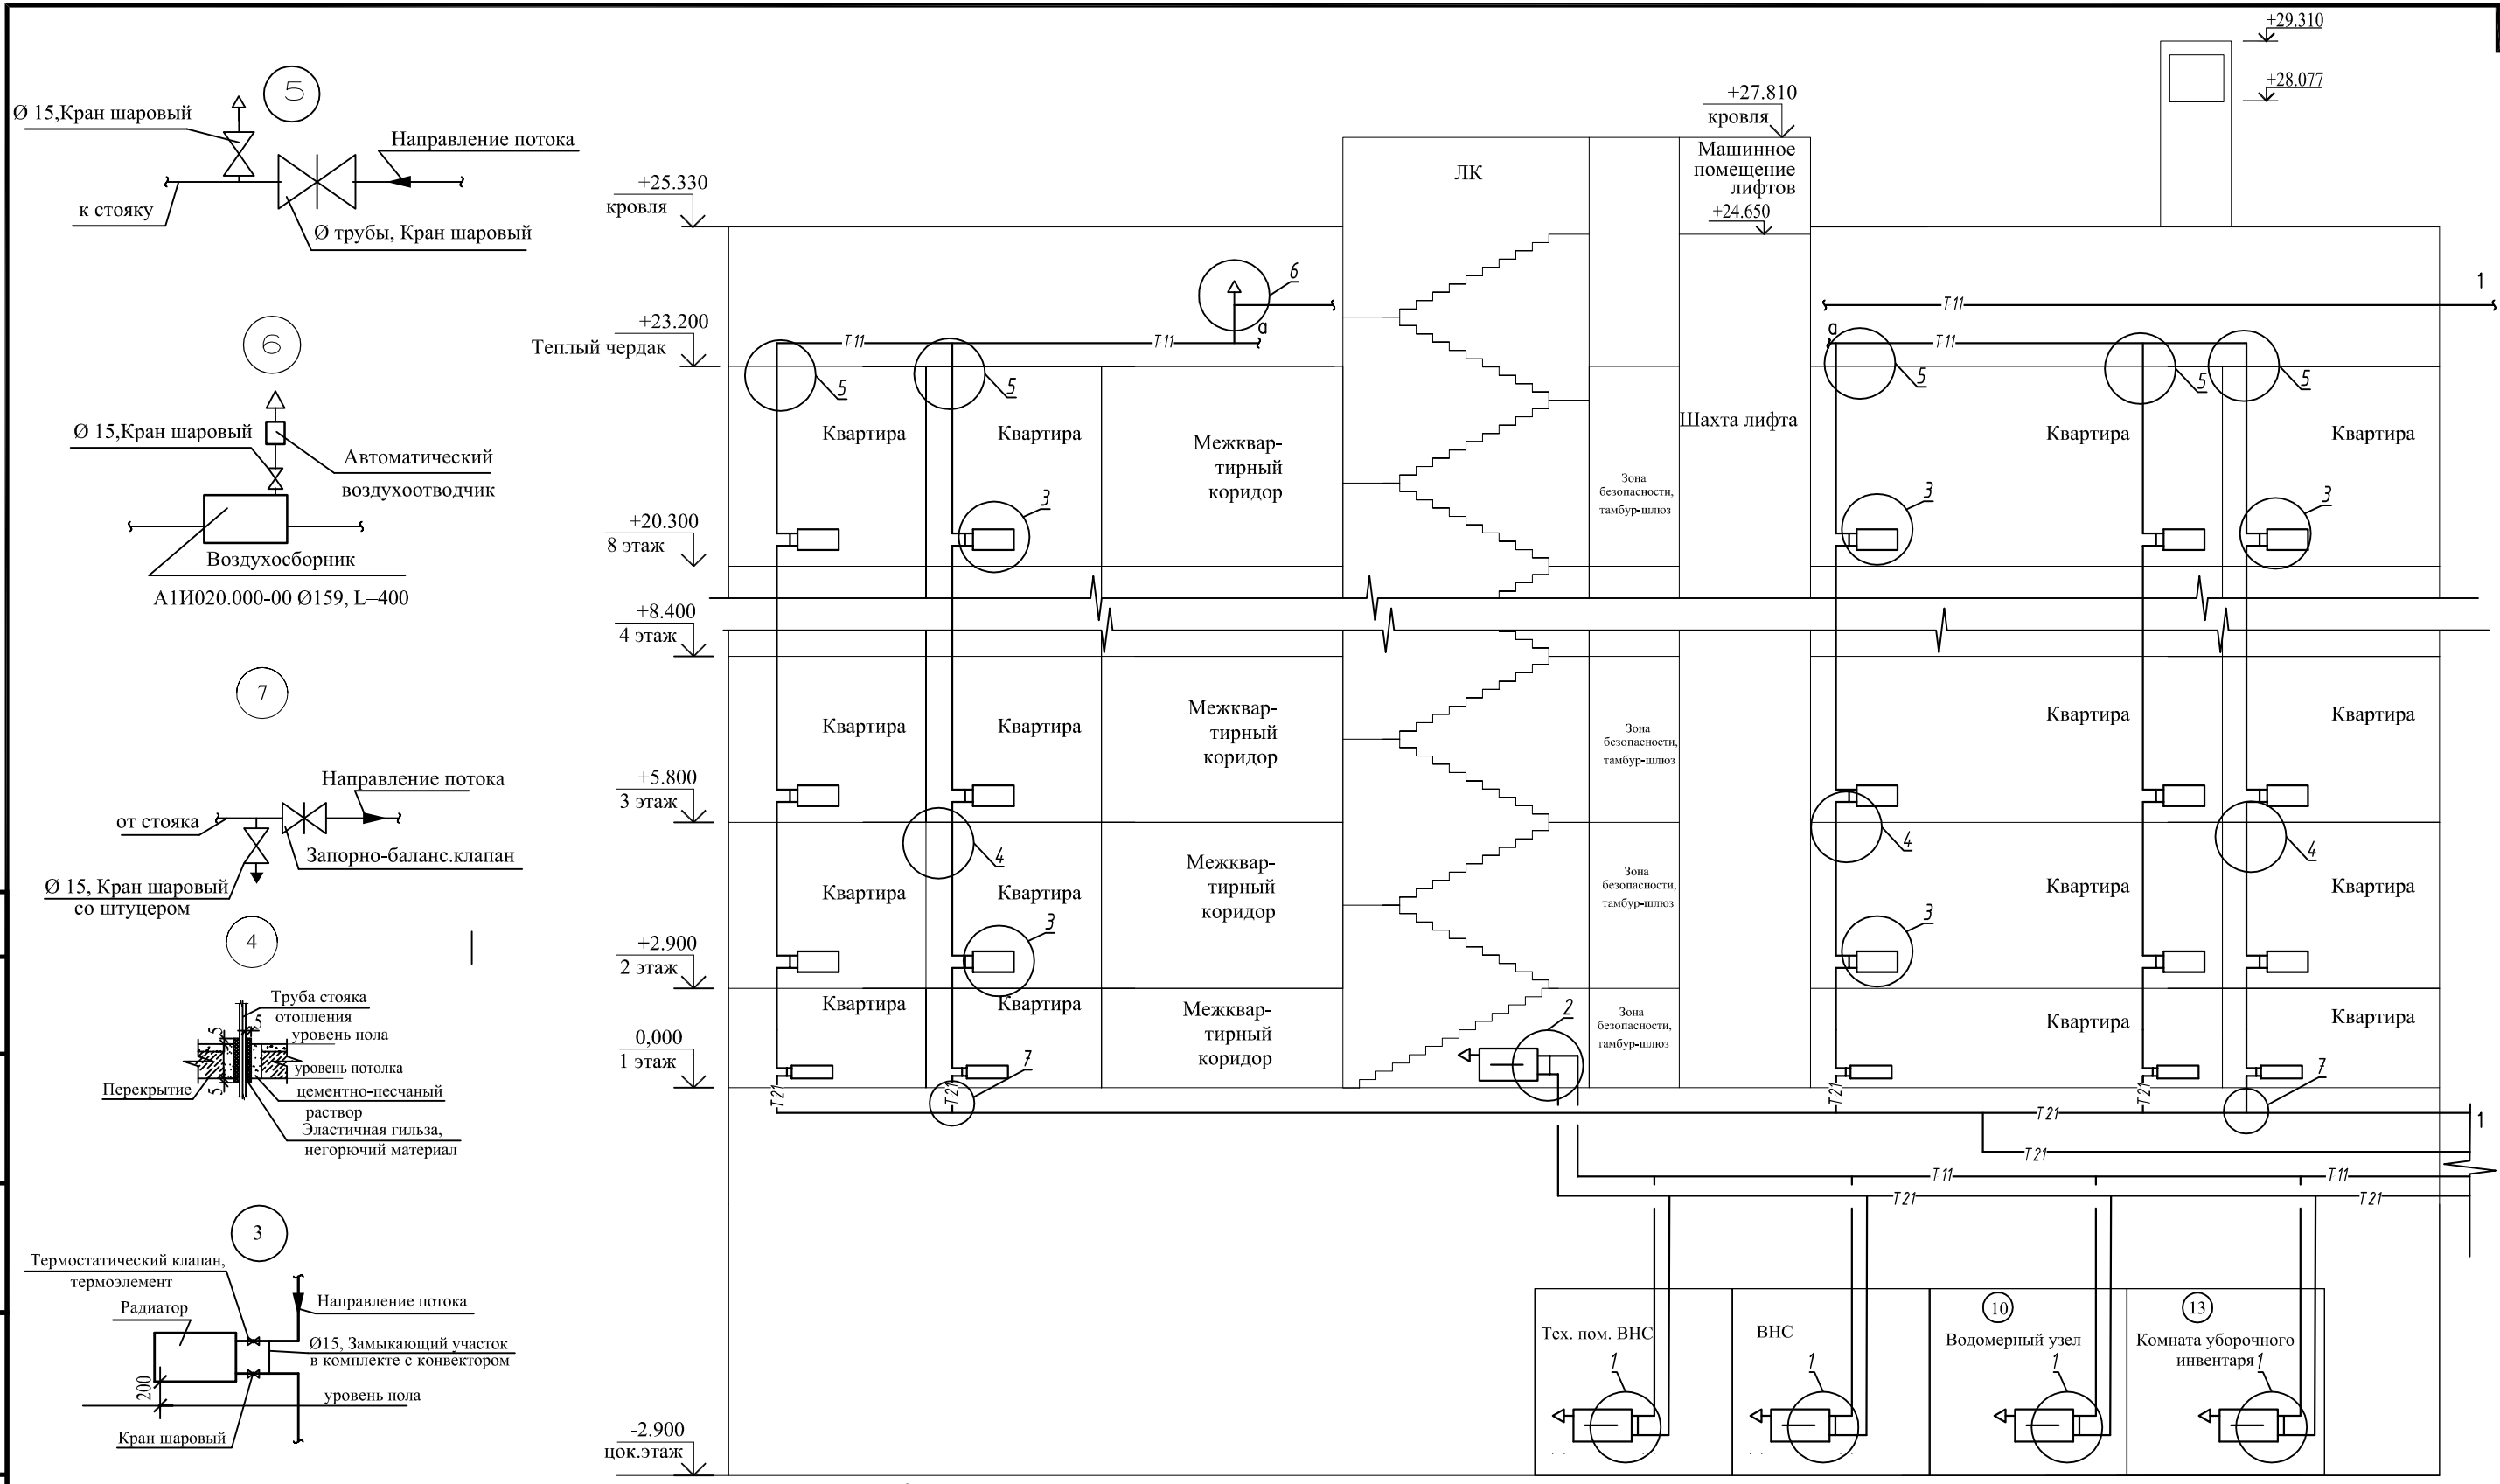 5
Ø 15,Кран шаровый
Направление потока
к стояку
Ø трубы, Кран шаровый
6
Ø 15,Кран шаровый
Автоматический
воздухоотводчик
Воздухосборник
А1И020.000-00 Ø159, L=400
7
Направление потока
от стояка
Запорно-баланс.клапан
Ø 15, Кран шаровый
со штуцером
4
Труба стояка
отопления
5
5
уровень пола
уровень потолка
5
Перекрытие
цементно-песчаный
раствор
Эластичная гильза,
негорючий материал
3
Термостатический клапан,
термоэлемент
Радиатор
Направление потока
Ø15, Замыкающий участок
в комплекте с конвектором
200
уровень пола
Кран шаровый
+29.310
+28.077
+27.810
кровля
ЛК
Машинное
помещение
лифтов
+24.650
+25.330
кровля
6
1
Т11
+23.200
Теплый чердак
Т11
Т11
а
а
Т11
5
5
5
5
5
Квартира
Квартира
Межквар-
тирный
коридор
Шахта лифта
Квартира
Квартира
Зона
безопасности,
тамбур-шлюз
3
3
3
+20.300
8 этаж
+8.400
4 этаж
Квартира
Квартира
Межквар-
тирный
коридор
Зона
безопасности,
тамбур-шлюз
Квартира
Квартира
+5.800
3 этаж
4
4
4
Квартира
Квартира
Межквар-
тирный
коридор
Зона
безопасности,
тамбур-шлюз
Квартира
Квартира
3
3
+2.900
2 этаж
Квартира
Квартира
Межквар-
тирный
коридор
2
Зона
безопасности,
тамбур-шлюз
Квартира
Квартира
0,000
1 этаж
7
7
Т21
Т21
Т21
Т21
Т21
1
Т21
Т11
Т11
Т21
Т21
Тех. пом. ВНС
1
ВНС
1
10
Водомерный узел
1
13
Комната уборочного
инвентаря
1
-2.900
цок.этаж